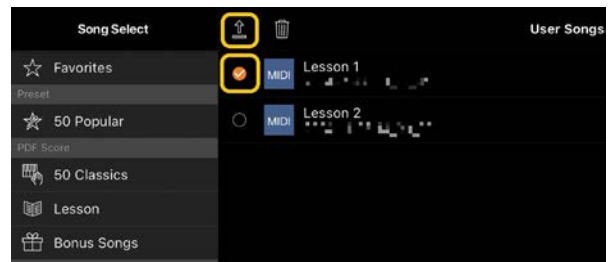 Song Select
User Songs
Favorites
Preset
50 Popular
PDF Score
50 Classics
Lesson
Bonus Songs
MIDI
Lesson 1
MIDI
Lesson 2